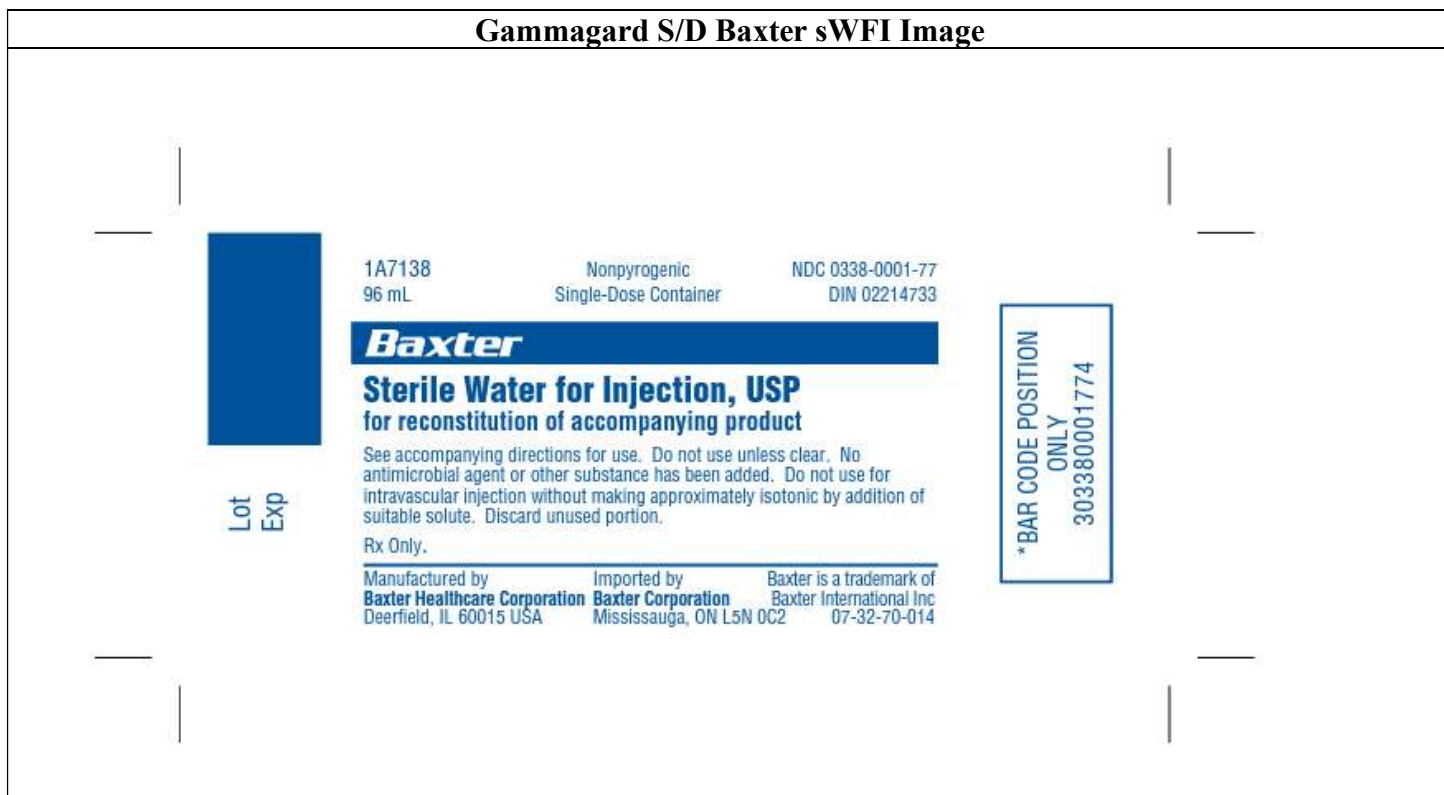 Gammagard S/D Baxter sWFI Image
1A7138 Nonpyrogenic NDC 0338-0001-77
96 mL Single-Dose Container DIN 02214733
Baxter
Sterile Water for Injection, USP
for reconstitution of accompanying product
See accompanying directions for use. Do not use unless clear. No
antimicrobial agent or other substance has been added. Do not use for
intravascular injection without making approximately isotonic by addition of
suitable solute. Discard unused portion.
Rx Only.
Manufactured by Imported by Baxter is a trademark of
Baxter Healthcare Corporation Baxter Corporation Baxter International Inc
Deerfield, IL 60015 USA Mississauga, ON L5N 0C2 07-32-70-014
Lot
Exp
*BAR CODE POSITION
ONLY
303380001774